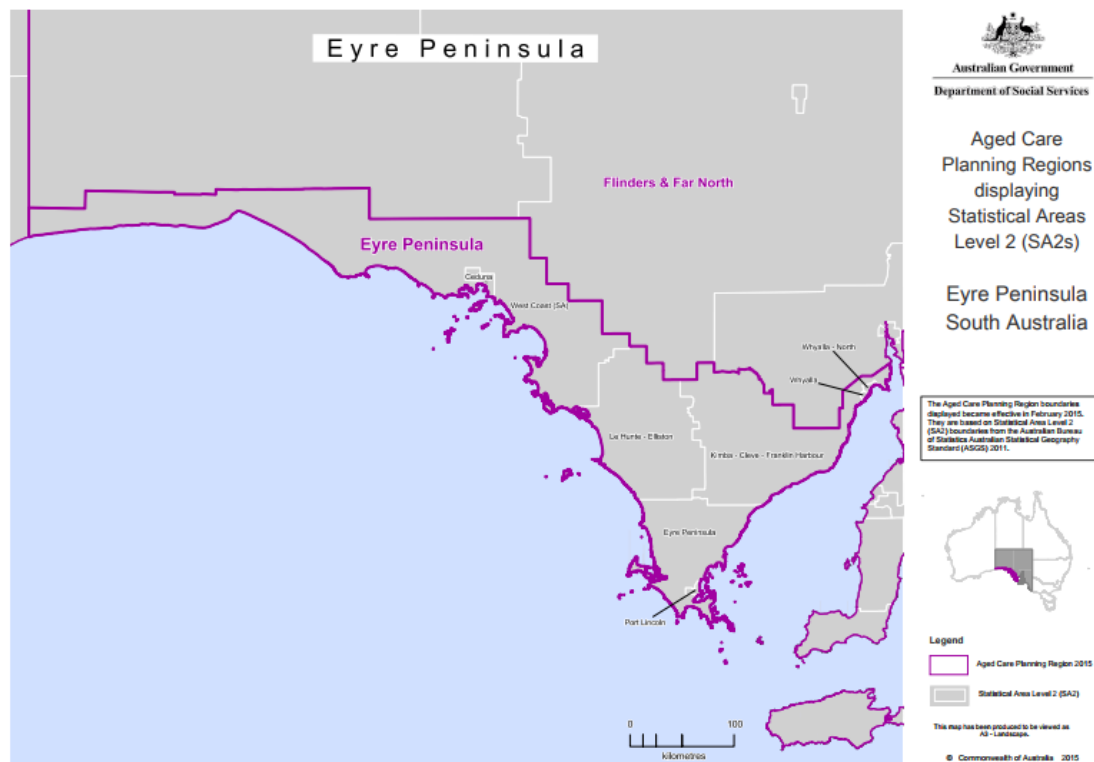 Eyre Peninsula
Flinders & Far North
Eyre Peninsula
Ceduna
West Coast (SA)
Whyalla - North
Whyalla
Le Hunte - Elliston
Kimba - Cleve - Franklin Harbour
Eyre Peninsula
Port Lincoln
0 100
kilometres
Australian Government
Department of Social Services
Aged Care
Planning Regions
displaying
Statistical Areas
Level 2 (SA2s)
Eyre Peninsula
South Australia
The Aged Care Planning Region boundaries
displayed became effective in February 2015.
They are based on Statistical Area Level 2
(SA2) boundaries from the Australian Bureau
of Statistics Australian Statistical Geography
Standard (ASGS) 2011.
Legend
Aged Care Planning Region 2015
Statistical Area Level 2 (SA2)
This map has been produced to be viewed as
A3 - Landscape.
© Commonwealth of Australia 2015